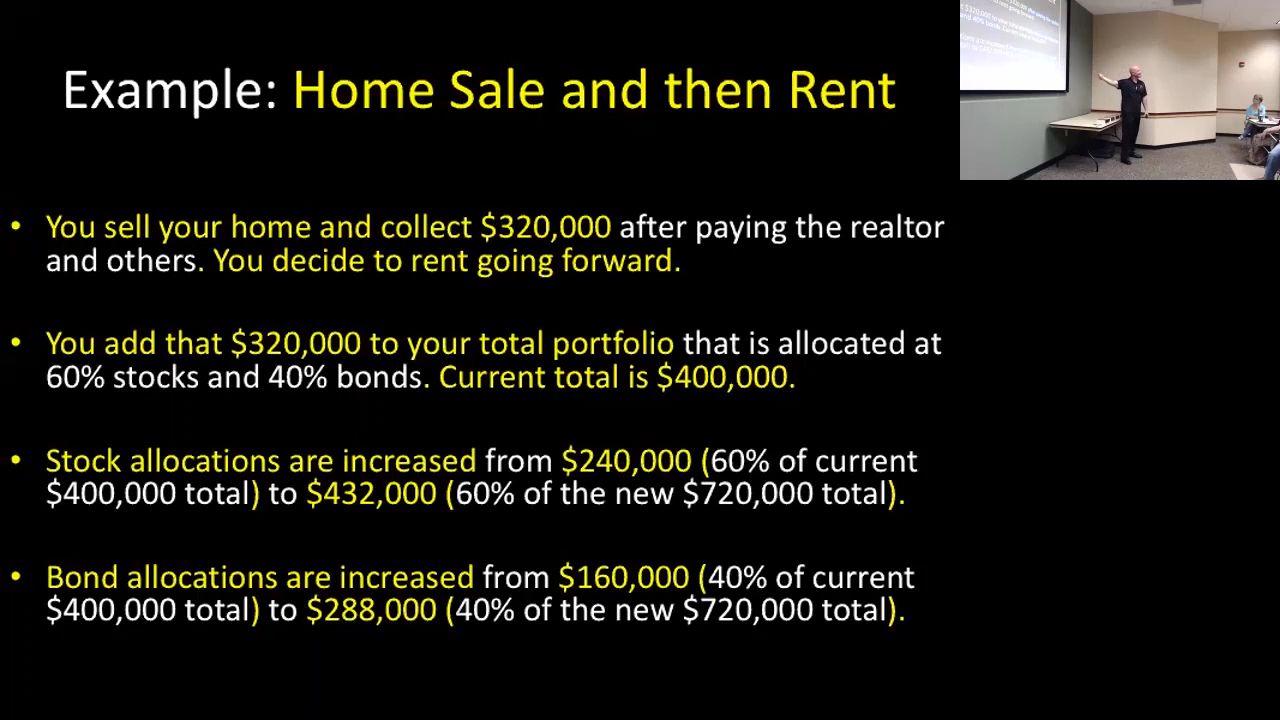 Example: Home Sale and then Rent
• You sell your home and collect $320,000 after paying the realtor
and others. You decide to rent going forward.
• You add that $320,000 to your total portfolio that is allocated at
60% stocks and 40% bonds. Current total is $400,000.
• Stock allocations are increased from $240,000 (60% of current
$400,000 total) to $432,000 (60% of the new $720,000 total).
• Bond allocations are increased from $160,000 (40% of current
$400,000 total) to $288,000 (40% of the new $720,000 total).